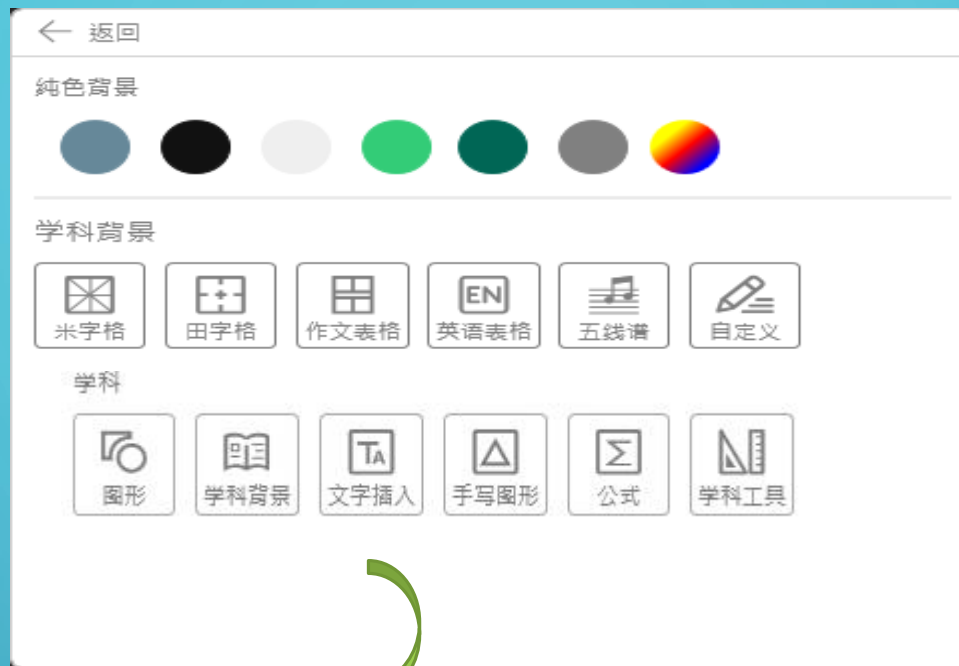 返回
純色背景
学科背景
米字格 田字格 作文表格 EN 英语表格 五线谱 自定义
学科
图形 学科背景 TA 文字插入 手写图形 Σ 公式 学科工具